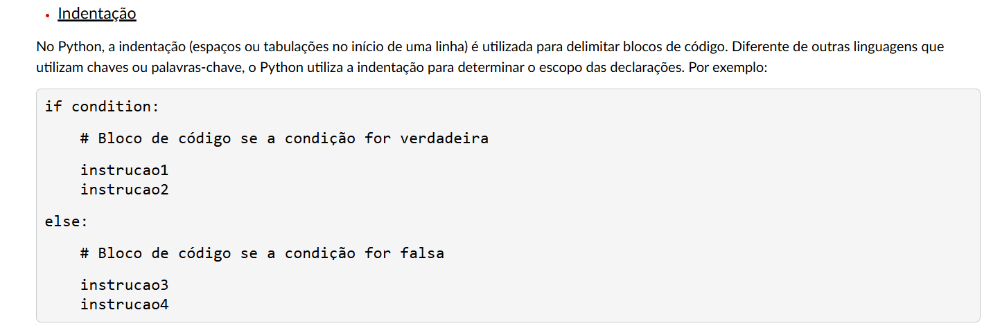 Indentação
No Python, a indentação (espaços ou tabulações no início de uma linha) é utilizada para delimitar blocos de código. Diferente de outras linguagens que
utilizam chaves ou palavras-chave, o Python utiliza a indentação para determinar o escopo das declarações. Por exemplo:
if condition:
    # Bloco de código se a condição for verdadeira
    instrucao1
    instrucao2
else:
    # Bloco de código se a condição for falsa
    instrucao3
    instrucao4